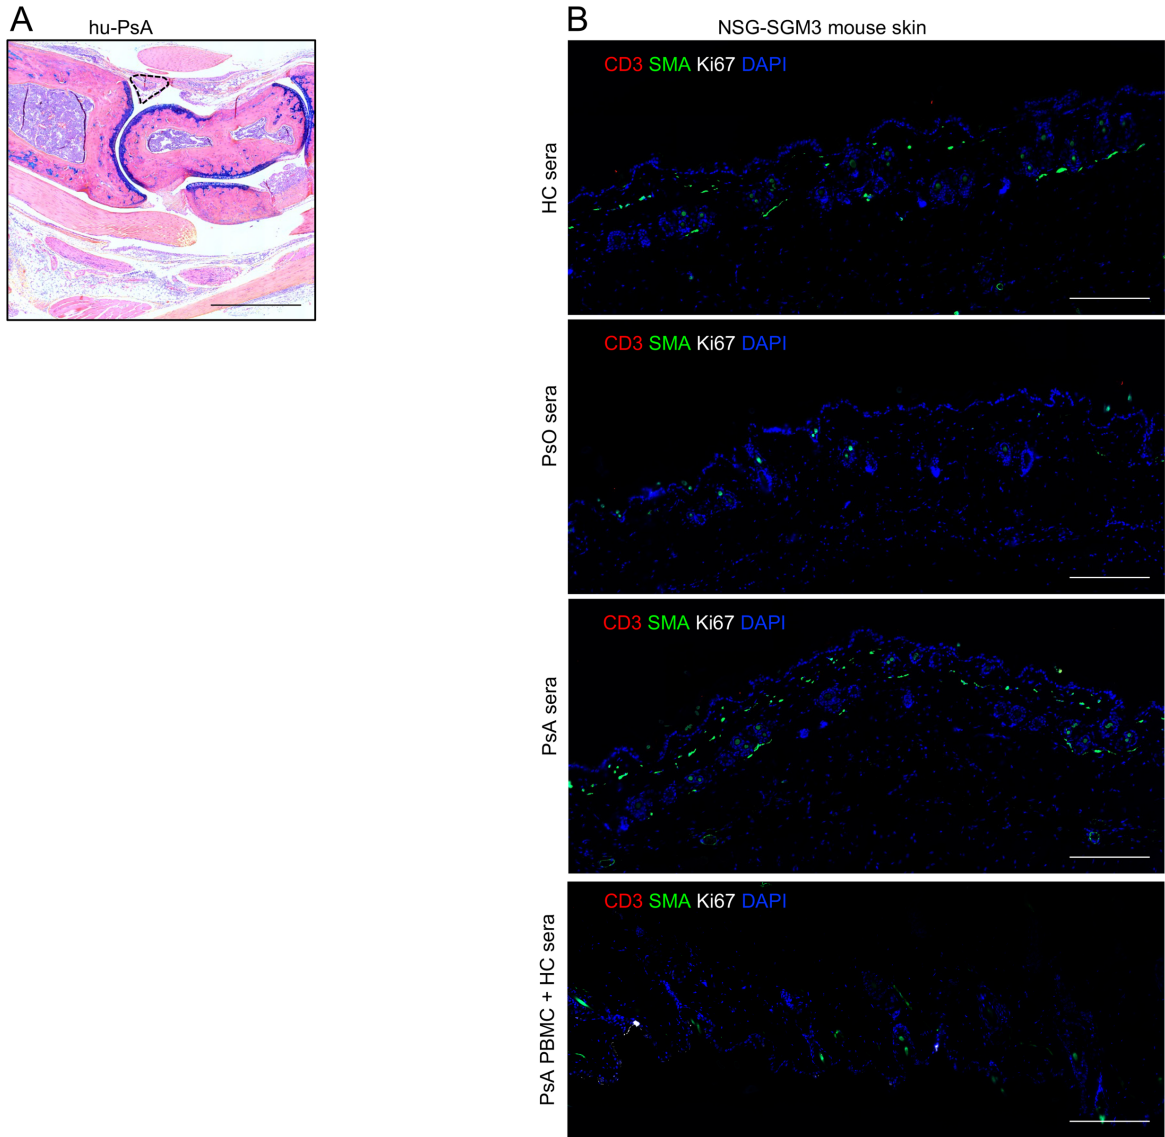 A
hu-PsA
B
NSG-SGM3 mouse skin
HC sera
CD3 SMA Ki67 DAPI
PsO sera
CD3 SMA Ki67 DAPI
PsA sera
CD3 SMA Ki67 DAPI
PsA PBMC + HC sera
CD3 SMA Ki67 DAPI